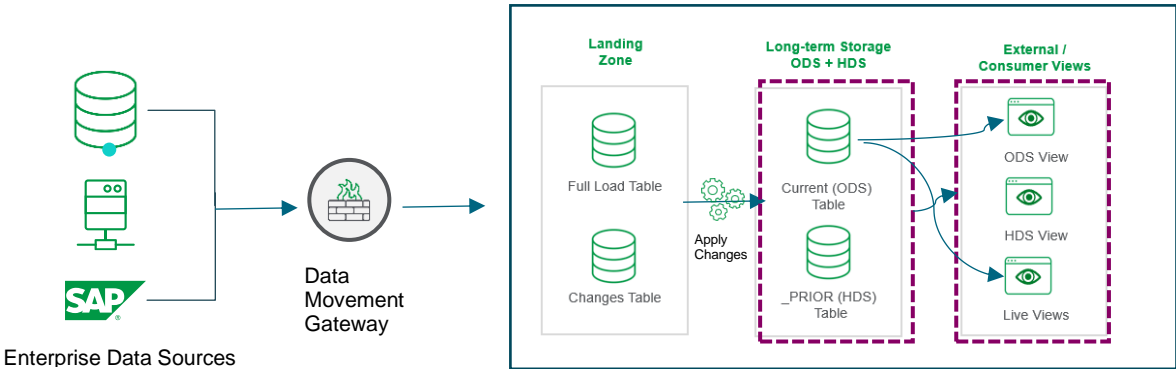 SAP
®
Enterprise Data Sources
Data
Movement
Gateway
Landing
Zone
Full Load Table
Changes Table
Apply
Changes
Long-term Storage
ODS + HDS
Current (ODS)
Table
_PRIOR (HDS)
Table
External /
Consumer Views
ODS View
HDS View
Live Views